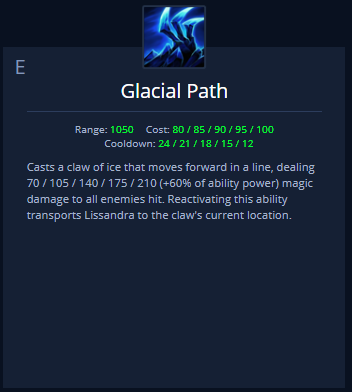 E
Glacial Path
Range: 1050 Cost: 80 / 85 / 90 / 95 / 100
Cooldown: 24 / 21 / 18 / 15 / 12
Casts a claw of ice that moves forward in a line, dealing
70 / 105 / 140 / 175 / 210 (+60% of ability power) magic
damage to all enemies hit. Reactivating this ability
transports Lissandra to the claw's current location.